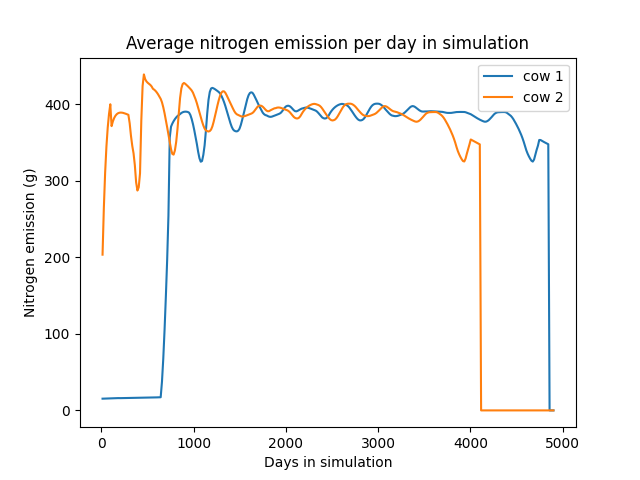 Average nitrogen emission per day in simulation
cow 1
cow 2
Nitrogen emission (g)
400
300
200
100
0
0 1000 2000 3000 4000 5000
Days in simulation